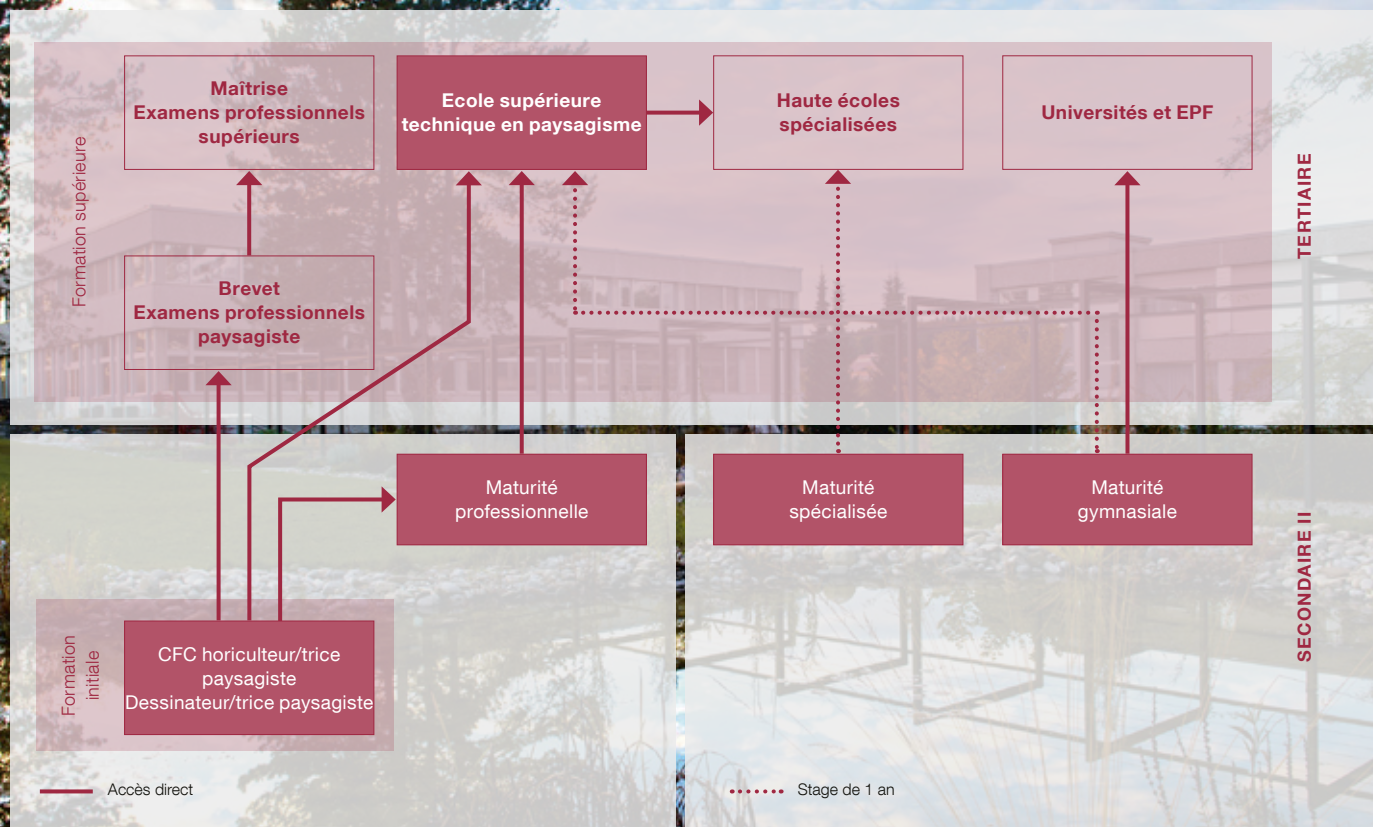 Maîtrise
Examens professionnels
supérieurs
Ecole supérieure
technique en paysagisme
Haute écoles
spécialisées
Universités et EPF
Formation supérieure
TERTIAIRE
Brevet
Examens professionnels
paysagiste
Maturité
professionnelle
Maturité
spécialisée
Maturité
gymnasiale
SECONDAIRE II
Formation
initiale
CFC horiculteur/trice
paysagiste
Dessinateur/trice paysagiste
Accès direct
Stage de 1 an